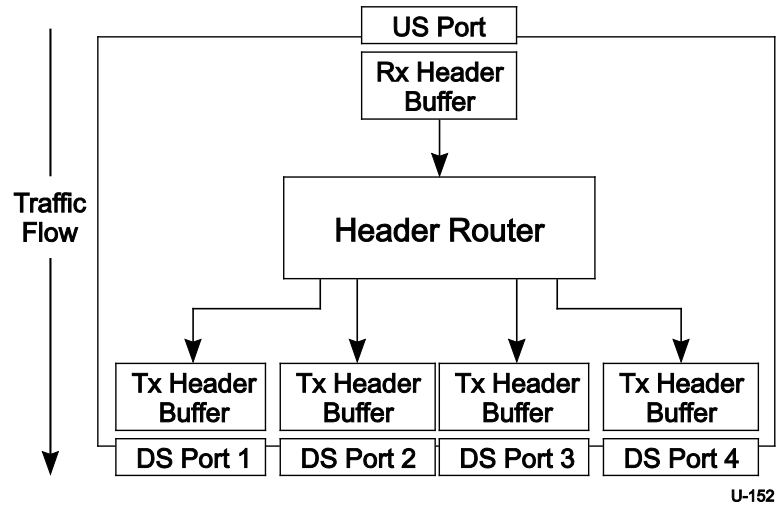 US Port
Rx Header
Buffer
Traffic
Flow
Header Router
Tx Header
Buffer
Tx Header
Buffer
Tx Header
Buffer
Tx Header
Buffer
DS Port 1
DS Port 2
DS Port 3
DS Port 4
U-152